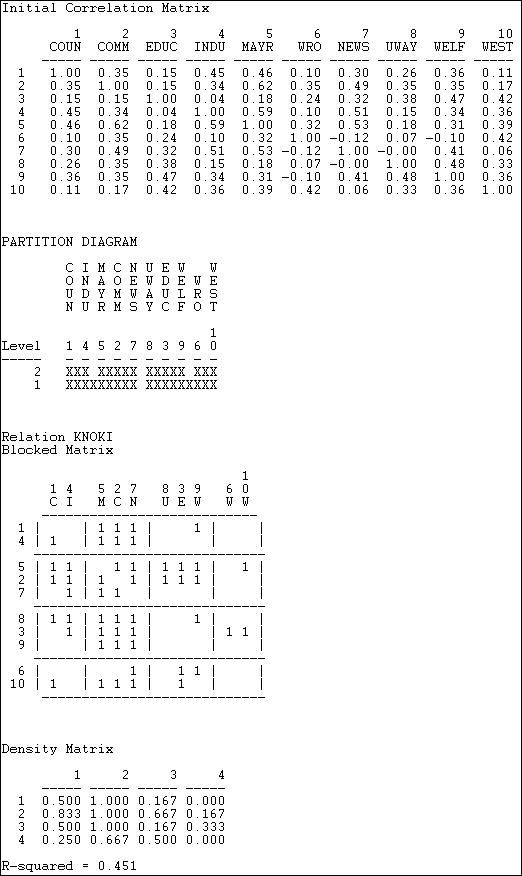 Initial Correlation Matrix
1 2 3 4 5 6 7 8 9 10
COUN COMM EDUC INDU MAYR WRO NEWS UWAY WELF WEST
----- ----- ----- ----- ----- ----- ----- ----- ----- -----
1 1.00 0.35 0.15 0.45 0.46 0.10 0.30 0.26 0.36 0.11
2 0.35 1.00 0.15 0.34 0.62 0.35 0.49 0.35 0.35 0.17
3 0.15 0.15 1.00 0.04 0.18 0.24 0.32 0.38 0.47 0.42
4 0.45 0.34 0.04 1.00 0.59 0.10 0.51 0.15 0.34 0.36
5 0.46 0.62 0.18 0.59 1.00 0.32 0.53 0.18 0.31 0.39
6 0.10 0.35 0.24 0.10 0.32 1.00 -0.12 0.07 -0.10 0.42
7 0.30 0.49 0.32 0.51 0.53 -0.12 1.00 -0.00 0.41 0.06
8 0.26 0.35 0.38 0.15 0.18 0.07 -0.00 1.00 0.48 0.33
9 0.36 0.35 0.47 0.34 0.31 -0.10 0.41 0.48 1.00 0.36
10 0.11 0.17 0.42 0.36 0.39 0.42 0.06 0.33 0.36 1.00
PARTITION DIAGRAM
C I M C N U E W W
O N A O E W D E W E
U D Y M W A U L R S
N U R M S Y C F O T
1
Level 1 4 5 2 7 8 3 9 6 0
----- - - - - - - - - - -
2 XXX XXXXX XXXXX XXX
1 XXXXXXXXX XXXXXXXXX
Relation KNOKI
Blocked Matrix
1
1 4 5 2 7 8 3 9 6 0
C I M C N U E W W W
1 | | 1 1 1 | 1 | |
4 | 1 | 1 1 1 | | |
5 | 1 1 | 1 1 | 1 1 1 | 1 |
2 | 1 1 | 1 1 | 1 1 1 | |
7 | 1 | 1 1 | | |
8 | 1 1 | 1 1 1 | 1 | |
3 | 1 | 1 1 1 | | 1 1 |
9 | | 1 1 1 | | |
6 | | 1 | 1 1 | |
10 | 1 | 1 1 1 | 1 | |
Density Matrix
1 2 3 4
----- ----- ----- -----
1 0.500 1.000 0.167 0.000
2 0.833 1.000 0.667 0.167
3 0.500 1.000 0.167 0.333
4 0.250 0.667 0.500 0.000
R-squared = 0.451